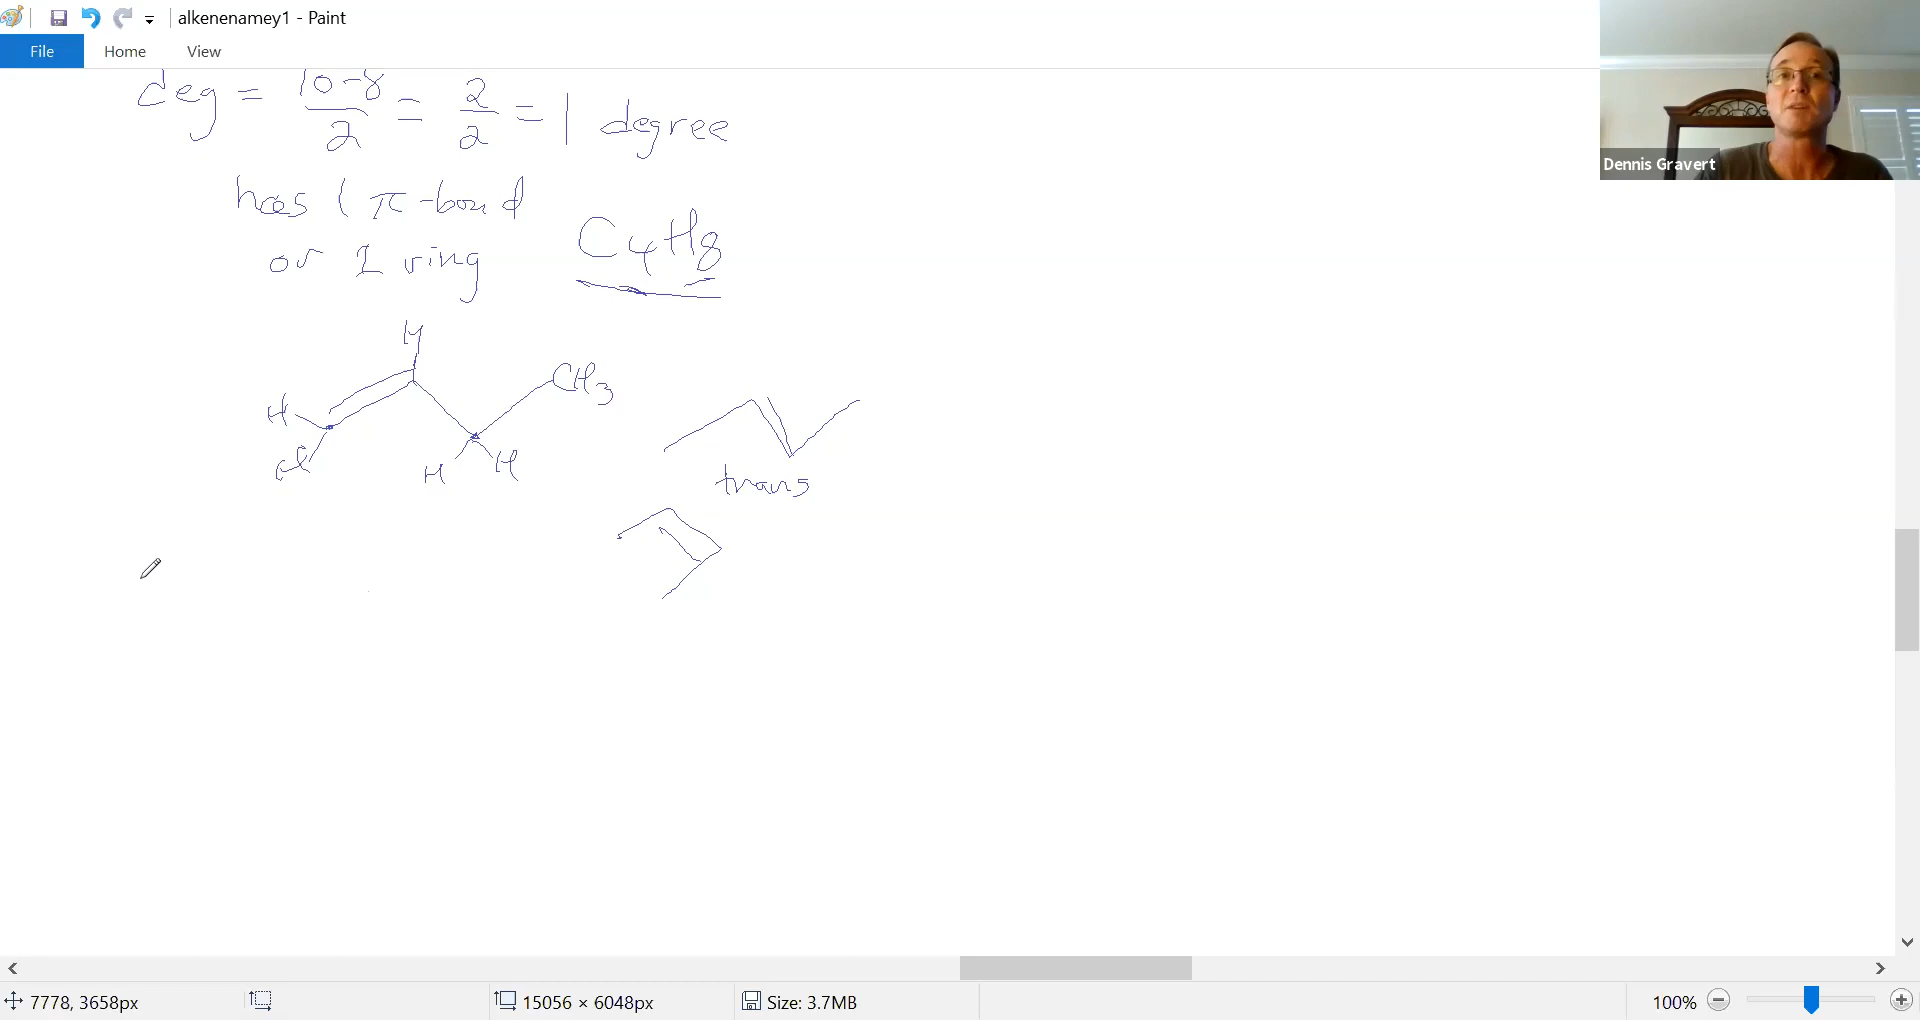 alkenenamey1 - Paint
File Home View
Dennis Gravert
deg = 10-8/2 = 2/2 = 1 degree
has 1 π-bond
or 1 ring
C4H8
H
CH3
H
H
H H
trans
7778, 3658px
15056 × 6048px
Size: 3.7MB
100%